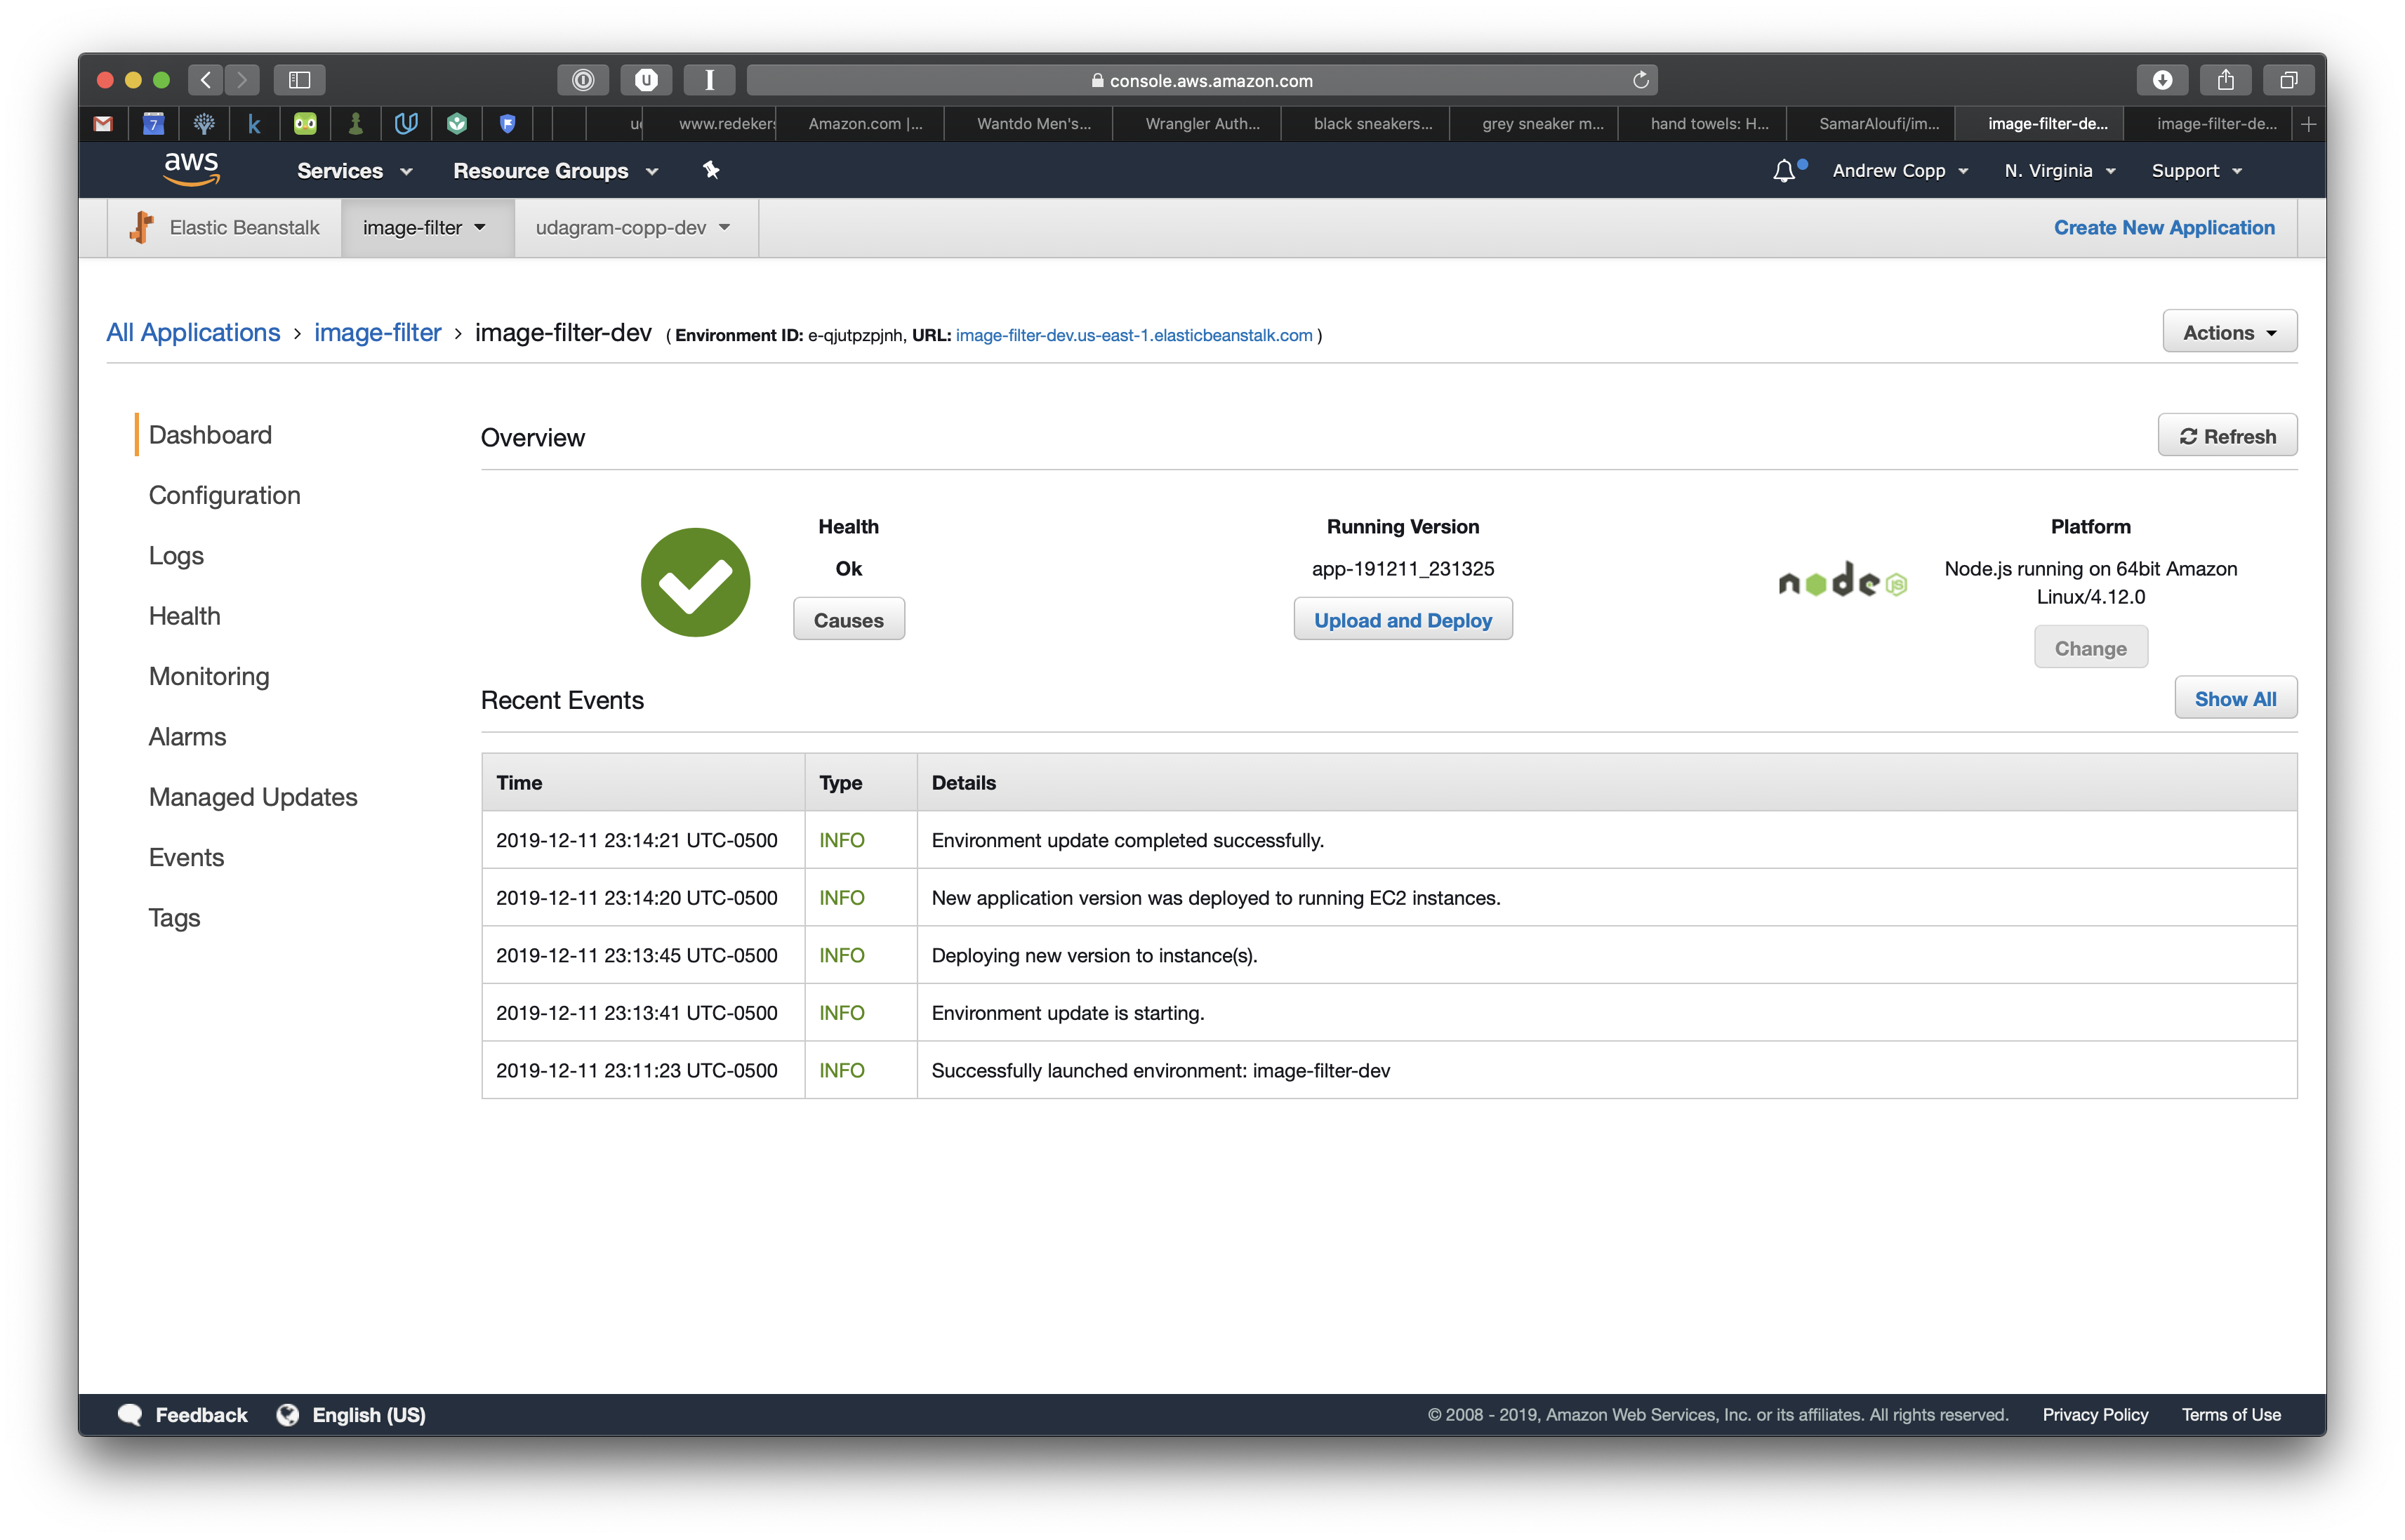 console.aws.amazon.com
7 k www.redeker Amazon.com |... Wantdo Men's... Wrangler Auth... black sneakers... grey sneaker m... hand towels: H... SamarAloufi/im... image-filter-de... image-filter-de...
aws Services Resource Groups Andrew Copp N. Virginia Support
Elastic Beanstalk image-filter udagram-copp-dev Create New Application
All Applications > image-filter > image-filter-dev ( Environment ID: e-qjutpzpjnh, URL: image-filter-dev.us-east-1.elasticbeanstalk.com )
Actions
Dashboard
Configuration
Logs
Health
Monitoring
Alarms
Managed Updates
Events
Tags
Overview
Refresh
Health
Ok
Causes
Running Version
app-191211_231325
Upload and Deploy
node JS
Platform
Node.js running on 64bit Amazon
Linux/4.12.0
Change
Recent Events
Show All
Time Type Details
2019-12-11 23:14:21 UTC-0500 INFO Environment update completed successfully.
2019-12-11 23:14:20 UTC-0500 INFO New application version was deployed to running EC2 instances.
2019-12-11 23:13:45 UTC-0500 INFO Deploying new version to instance(s).
2019-12-11 23:13:41 UTC-0500 INFO Environment update is starting.
2019-12-11 23:11:23 UTC-0500 INFO Successfully launched environment: image-filter-dev
Feedback English (US) © 2008 - 2019, Amazon Web Services, Inc. or its affiliates. All rights reserved. Privacy Policy Terms of Use